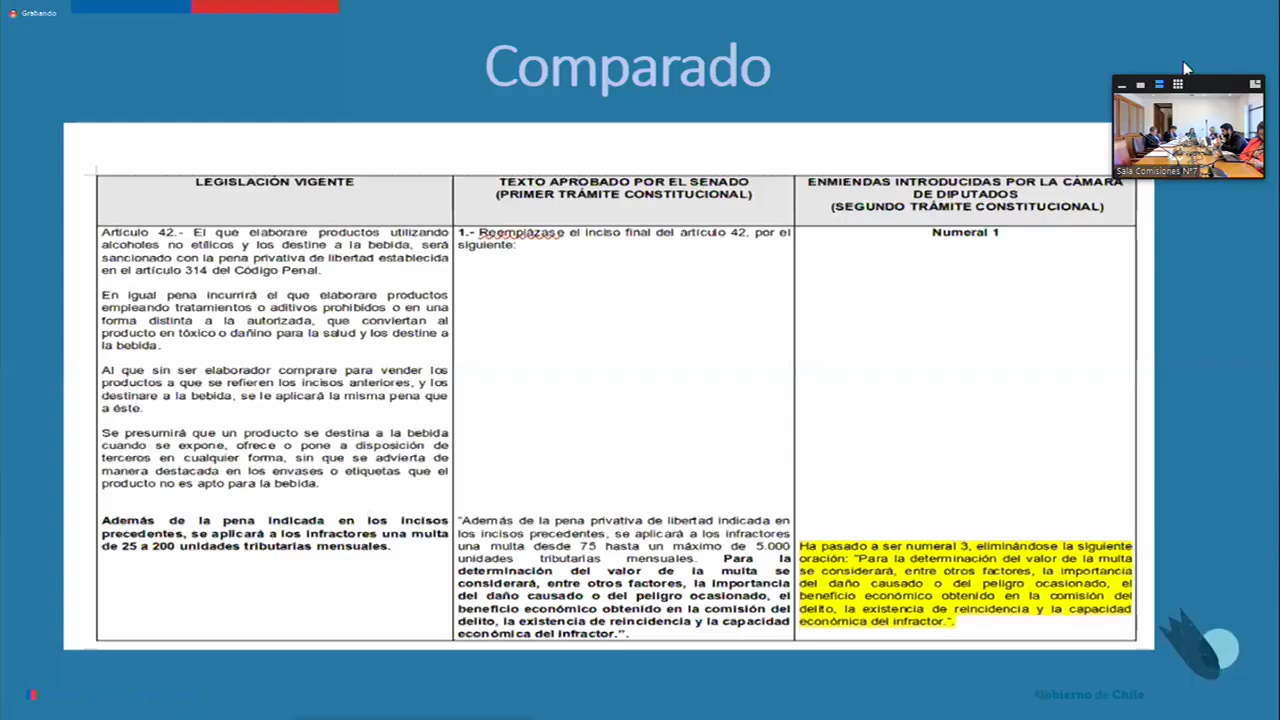 Grabando
Comparado
Sala Comisiones N°7
LEGISLACIÓN VIGENTE
TEXTO APROBADO POR EL SENADO
(PRIMER TRÁMITE CONSTITUCIONAL)
ENMIENDAS INTRODUCIDAS POR LA CÁMARA
DE DIPUTADOS
(SEGUNDO TRÁMITE CONSTITUCIONAL)
Artículo 42.- El que elaborare productos utilizando
alcoholes no etílicos y los destine a la bebida, será
sancionado con la pena privativa de libertad establecida
en el artículo 314 del Código Penal.
En igual pena incurrirá el que elaborare productos
empleando tratamientos o aditivos prohibidos o en una
forma distinta a la autorizada, que conviertan al
producto en tóxico o dañino para la salud y los destine a
la bebida.
Al que sin ser elaborador comprare para vender los
productos a que se refieren los incisos anteriores, y los
destinare a la bebida, se le aplicará la misma pena que
a éste.
Se presumirá que un producto se destina a la bebida
cuando se expone, ofrece o pone a disposición de
terceros en cualquier forma, sin que se advierta de
manera destacada en los envases o etiquetas que el
producto no es apto para la bebida.
Además de la pena indicada en los incisos
precedentes, se aplicará a los infractores una multa
de 25 a 200 unidades tributarias mensuales.
1.- Reemplázase el inciso final del artículo 42, por el
siguiente:
"Además de la pena privativa de libertad indicada en
los incisos precedentes, se aplicará a los infractores
una multa desde 75 hasta un máximo de 5.000
unidades tributarias mensuales. Para la
determinación del valor de la multa se
considerará, entre otros factores, la importancia
del daño causado o del peligro ocasionado, el
beneficio económico obtenido en la comisión del
delito, la existencia de reincidencia y la capacidad
económica del infractor.".
Numeral 1
Ha pasado a ser numeral 3, eliminándose la siguiente
oración: "Para la determinación del valor de la multa
se considerará, entre otros factores, la importancia
del daño causado o del peligro ocasionado, el
beneficio económico obtenido en la comisión del
delito, la existencia de reincidencia y la capacidad
económica del infractor.".
Gobierno de Chile